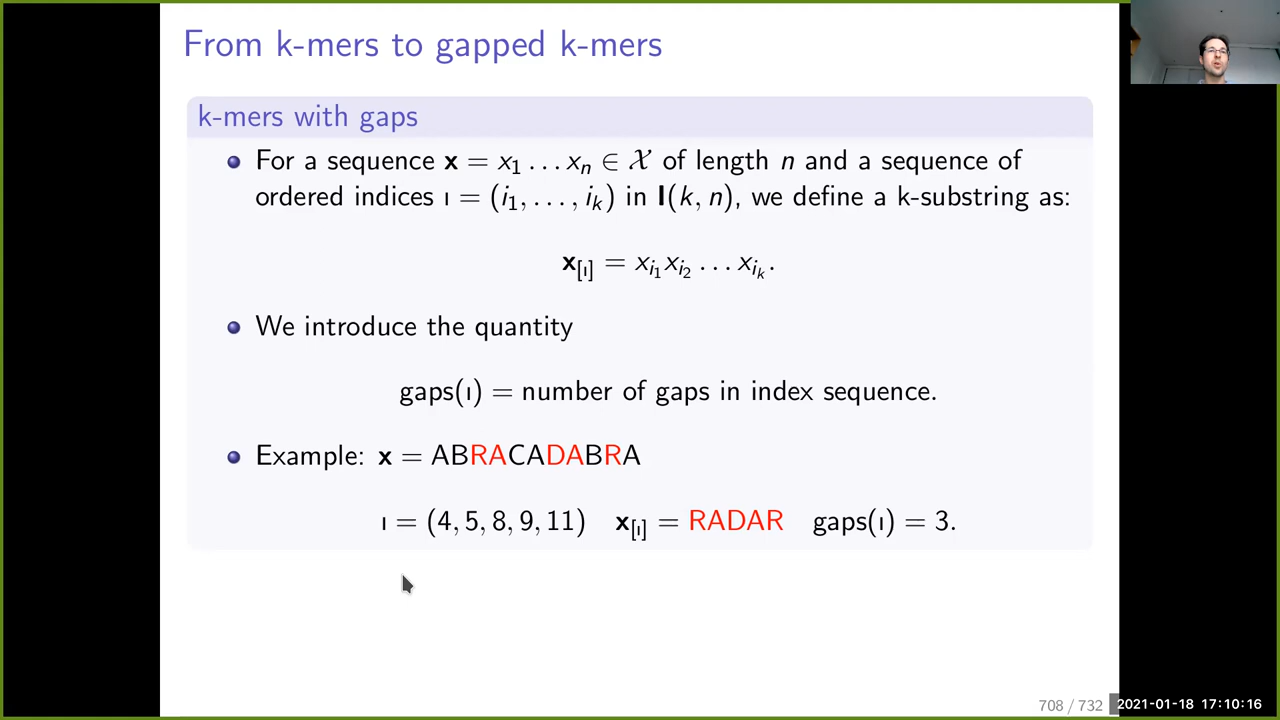 From k-mers to gapped k-mers
k-mers with gaps
For a sequence x = x₁ … xₙ ∈ 𝒳 of length n and a sequence of
ordered indices ı = (i₁, … , iₖ) in I(k, n), we define a k-substring as:
x[ı] = xi₁xi₂ … xiₖ.
We introduce the quantity
gaps(ı) = number of gaps in index sequence.
Example: x = ABRACADABRA
ı = (4, 5, 8, 9, 11) x[ı] = RADAR gaps(ı) = 3.
708 / 732
2021-01-18 17:10:16